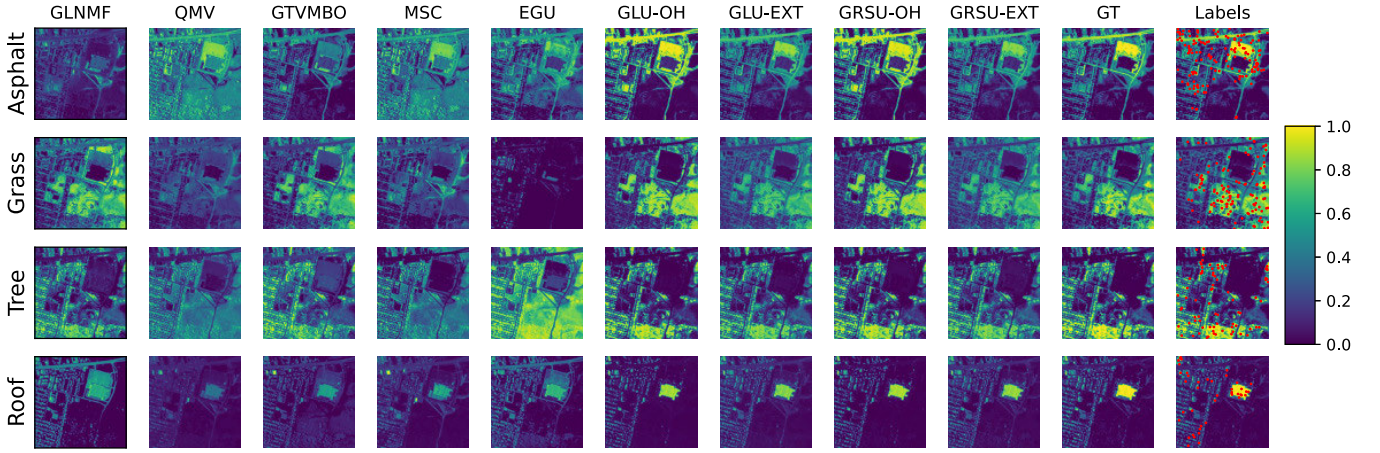 GLNMF QMV GTVMBO MSC EGU GLU-OH GLU-EXT GRSU-OH GRSU-EXT GT Labels
Asphalt
Grass
Tree
Roof
1.0
0.8
0.6
0.4
0.2
0.0